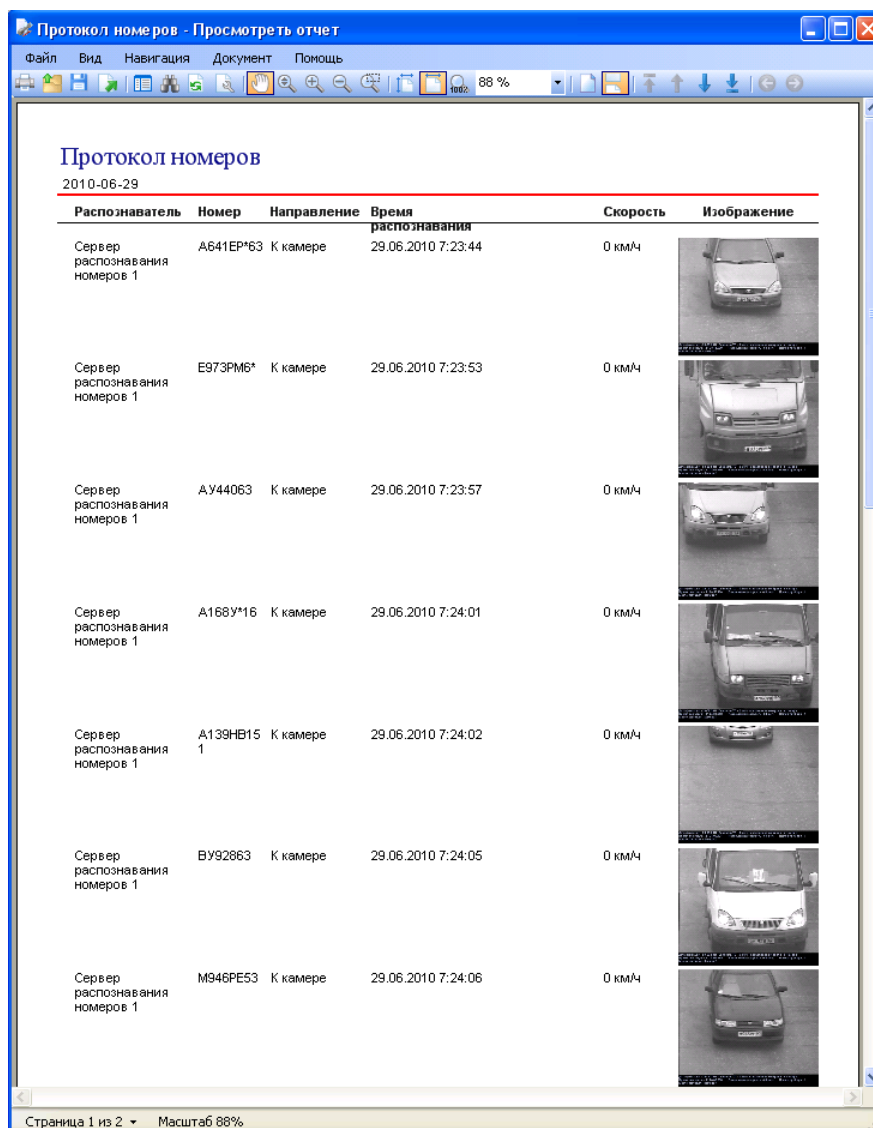 Протокол номеров - Просмотреть отчет
Файл Вид Навигация Документ Помощь
100% 88 %
Протокол номеров
2010-06-29
Распознаватель Номер Направление Время распознавания Скорость Изображение
Сервер распознавания номеров 1 А641ЕР*63 К камере 29.06.2010 7:23:44 0 км/ч
Сервер распознавания номеров 1 Е973РМ6* К камере 29.06.2010 7:23:53 0 км/ч
Сервер распознавания номеров 1 АУ44063 К камере 29.06.2010 7:23:57 0 км/ч
Сервер распознавания номеров 1 А168У*16 К камере 29.06.2010 7:24:01 0 км/ч
Сервер распознавания номеров 1 А139НВ151 К камере 29.06.2010 7:24:02 0 км/ч
Сервер распознавания номеров 1 ВУ92863 К камере 29.06.2010 7:24:05 0 км/ч
Сервер распознавания номеров 1 М946РЕ53 К камере 29.06.2010 7:24:06 0 км/ч
Страница 1 из 2 Масштаб 88%